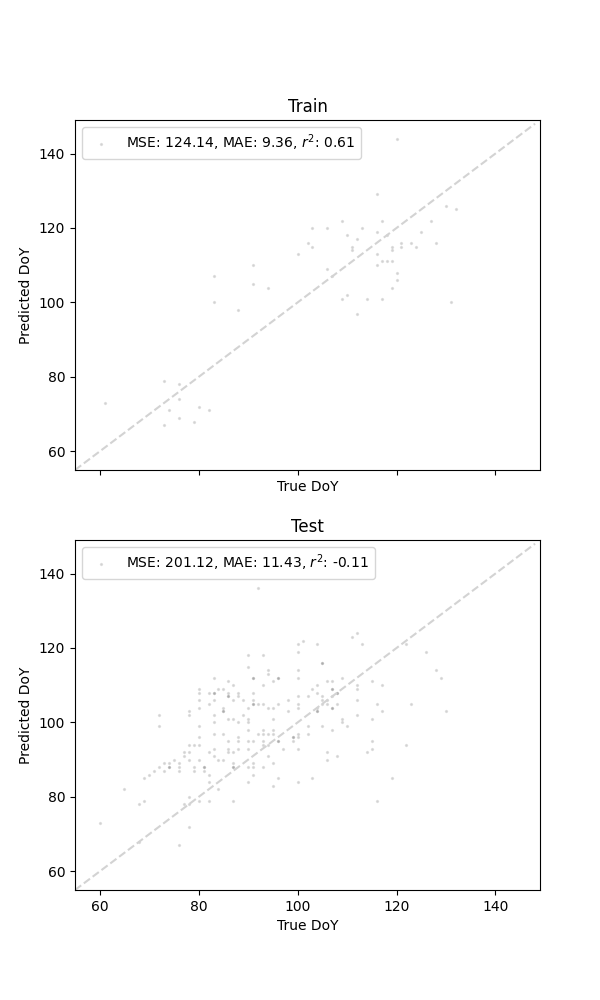 Train
MSE: 124.14, MAE: 9.36, r²: 0.61
140
120
100
80
60
Predicted DoY
True DoY
Test
MSE: 201.12, MAE: 11.43, r²: -0.11
140
120
100
80
60
Predicted DoY
60 80 100 120 140
True DoY